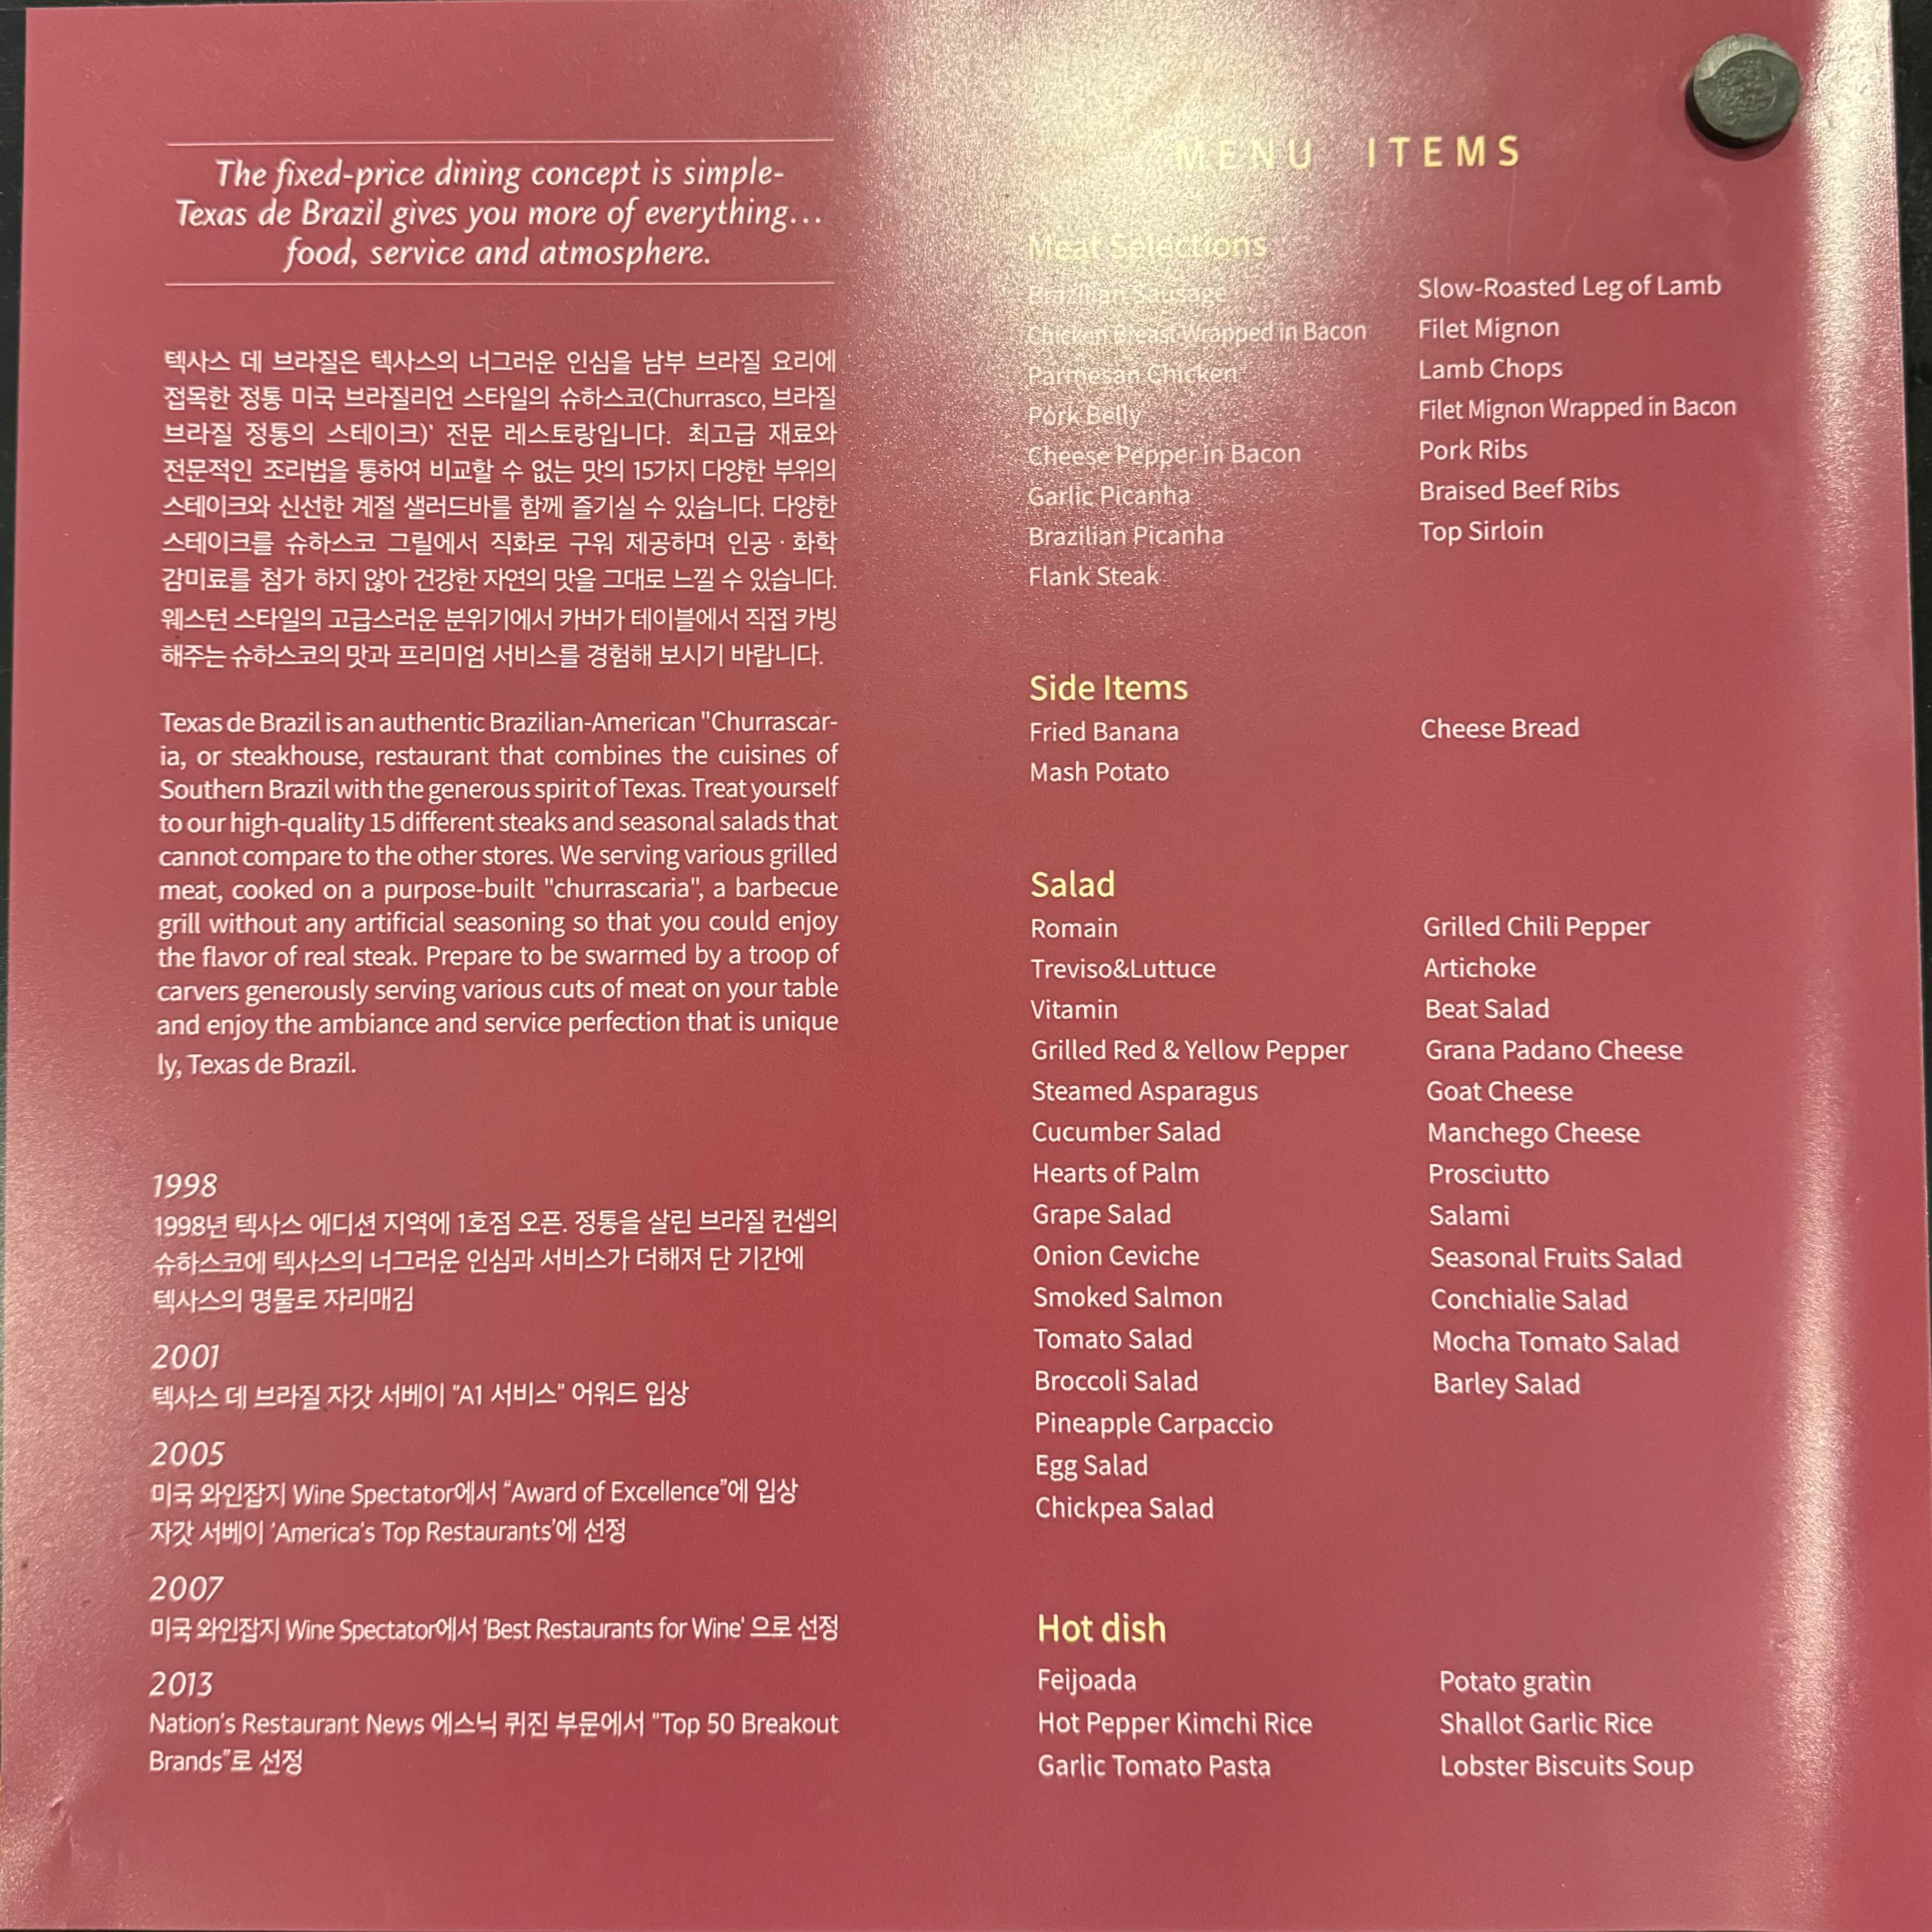 The fixed-price dining concept is simple-
Texas de Brazil gives you more of everything...
food, service and atmosphere.
텍사스 데 브라질은 텍사스의 너그러운 인심을 남부 브라질 요리에
접목한 정통 미국 브라질리언 스타일의 슈하스코(Churrasco, 브라질
브라질 정통의 스테이크)' 전문 레스토랑입니다. 최고급 재료와
전문적인 조리법을 통하여 비교할 수 없는 맛의 15가지 다양한 부위의
스테이크와 신선한 계절 샐러드바를 함께 즐기실 수 있습니다. 다양한
스테이크를 슈하스코 그릴에서 직화로 구워 제공하며 인공 · 화학
감미료를 첨가 하지 않아 건강한 자연의 맛을 그대로 느낄 수 있습니다.
웨스턴 스타일의 고급스러운 분위기에서 카버가 테이블에서 직접 카빙
해주는 슈하스코의 맛과 프리미엄 서비스를 경험해 보시기 바랍니다.
Texas de Brazil is an authentic Brazilian-American "Churrascar-
ia, or steakhouse, restaurant that combines the cuisines of
Southern Brazil with the generous spirit of Texas. Treat yourself
to our high-quality 15 different steaks and seasonal salads that
cannot compare to the other stores. We serving various grilled
meat, cooked on a purpose-built "churrascaria", a barbecue
grill without any artificial seasoning so that you could enjoy
the flavor of real steak. Prepare to be swarmed by a troop of
carvers generously serving various cuts of meat on your table
and enjoy the ambiance and service perfection that is unique
ly, Texas de Brazil.
1998
1998년 텍사스 에디션 지역에 1호점 오픈. 정통을 살린 브라질 컨셉의
슈하스코에 텍사스의 너그러운 인심과 서비스가 더해져 단 기간에
텍사스의 명물로 자리매김
2001
텍사스 데 브라질 자갓 서베이 "A1 서비스" 어워드 입상
2005
미국 와인잡지 Wine Spectator에서 "Award of Excellence"에 입상
자갓 서베이 'America's Top Restaurants'에 선정
2007
미국 와인잡지 Wine Spectator에서 'Best Restaurants for Wine' 으로 선정
2013
Nation's Restaurant News 에스닉 퀴진 부문에서 "Top 50 Breakout
Brands"로 선정
MENU ITEMS
Meat Selections
Brazilian Sausage
Chicken Breast Wrapped in Bacon
Parmesan Chicken
Pork Belly
Cheese Pepper in Bacon
Garlic Picanha
Brazilian Picanha
Flank Steak
Slow-Roasted Leg of Lamb
Filet Mignon
Lamb Chops
Filet Mignon Wrapped in Bacon
Pork Ribs
Braised Beef Ribs
Top Sirloin
Side Items
Fried Banana
Mash Potato
Cheese Bread
Salad
Romain
Treviso&Luttuce
Vitamin
Grilled Red & Yellow Pepper
Steamed Asparagus
Cucumber Salad
Hearts of Palm
Grape Salad
Onion Ceviche
Smoked Salmon
Tomato Salad
Broccoli Salad
Pineapple Carpaccio
Egg Salad
Chickpea Salad
Grilled Chili Pepper
Artichoke
Beat Salad
Grana Padano Cheese
Goat Cheese
Manchego Cheese
Prosciutto
Salami
Seasonal Fruits Salad
Conchialie Salad
Mocha Tomato Salad
Barley Salad
Hot dish
Feijoada
Hot Pepper Kimchi Rice
Garlic Tomato Pasta
Potato gratin
Shallot Garlic Rice
Lobster Biscuits Soup